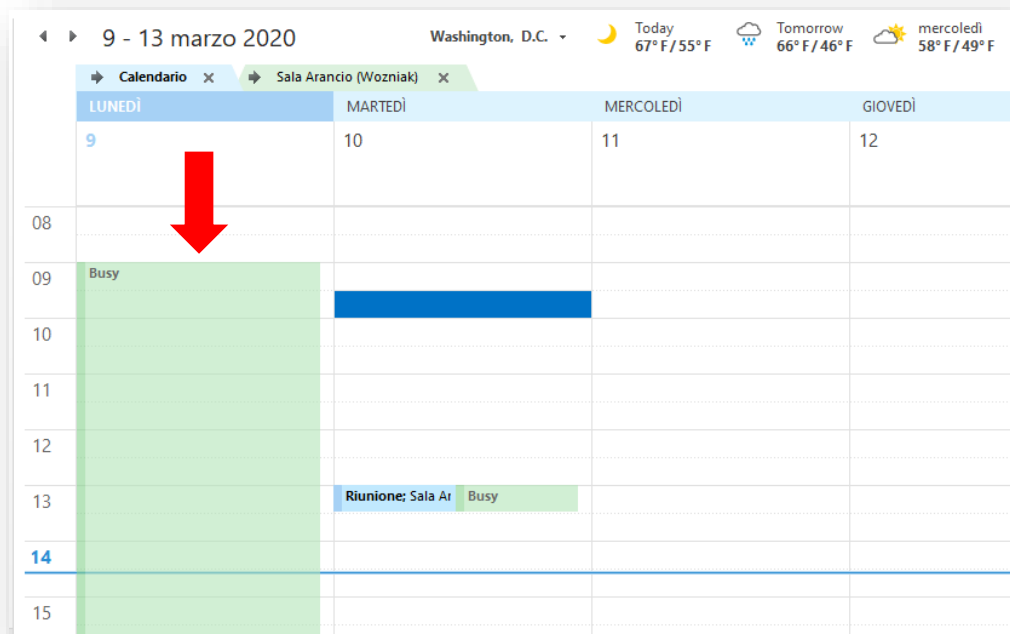 9 - 13 marzo 2020 Washington, D.C. Today Tomorrow mercoledì
67° F / 55° F 66° F / 46° F 58° F / 49° F
Calendario Sala Arancio (Wozniak)
LUNEDÌ MARTEDÌ MERCOLEDÌ GIOVEDÌ
9 10 11 12
08
09 Busy
10
11
12
13 Riunione; Sala Ar Busy
14
15